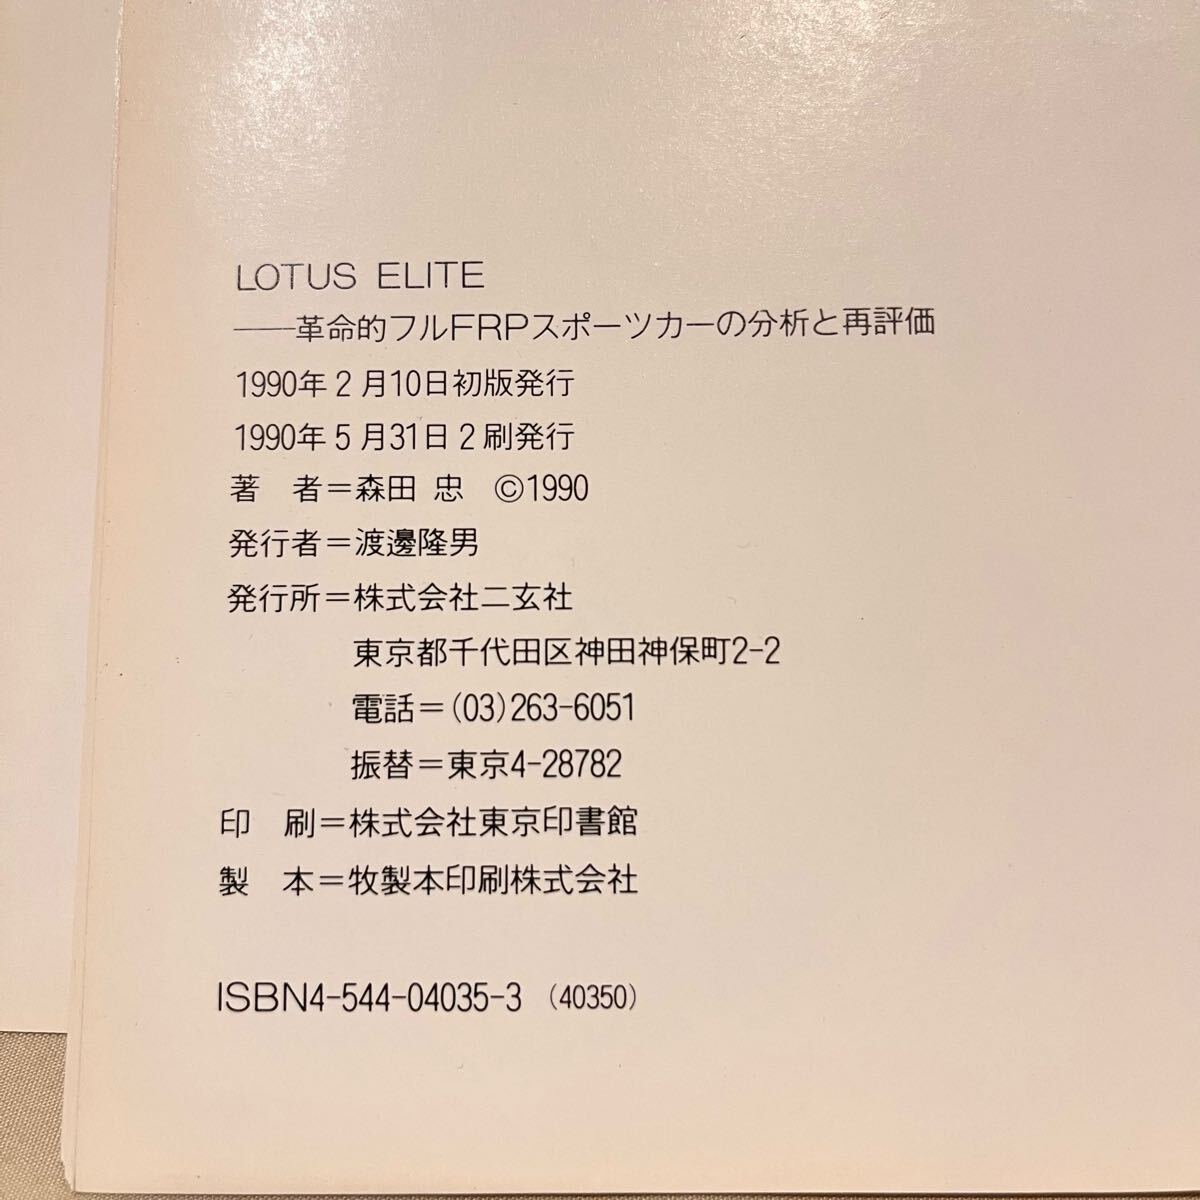 LOTUS ELITE
——革命的フルFRPスポーツカーの分析と再評価
1990年2月10日初版発行
1990年5月31日2刷発行
著　者＝森田 忠　©1990
発行者＝渡邊隆男
発行所＝株式会社二玄社
東京都千代田区神田神保町2-2
電話＝(03)263-6051
振替＝東京4-28782
印　刷＝株式会社東京印書館
製　本＝牧製本印刷株式会社
ISBN4-544-04035-3 (40350)